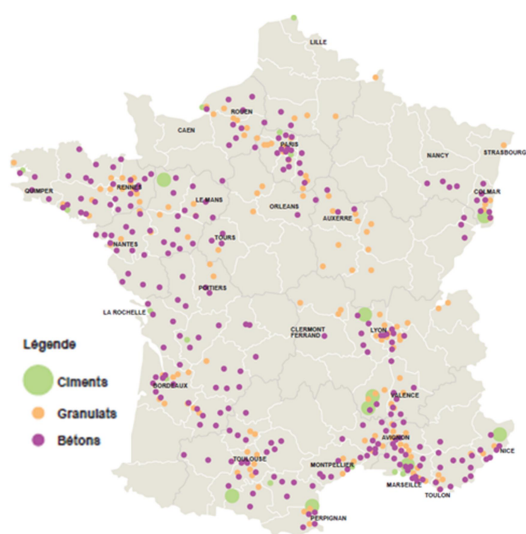 LILLE
ROUEN
CAEN
PARIS
NANCY
STRASBOURG
QUIMPER
RENNES
LE MANS
ORLEANS
COLMAR
AUXERRE
NANTES
TOURS
POITIERS
LA ROCHELLE
CLERMONT
FERRAND
LYON
Légende
Ciments
Granulats
Bétons
BORDEAUX
VALENCE
AVIGNON
TOULOUSE
MONTPELLIER
NICE
MARSEILLE
TOULON
PERPIGNAN